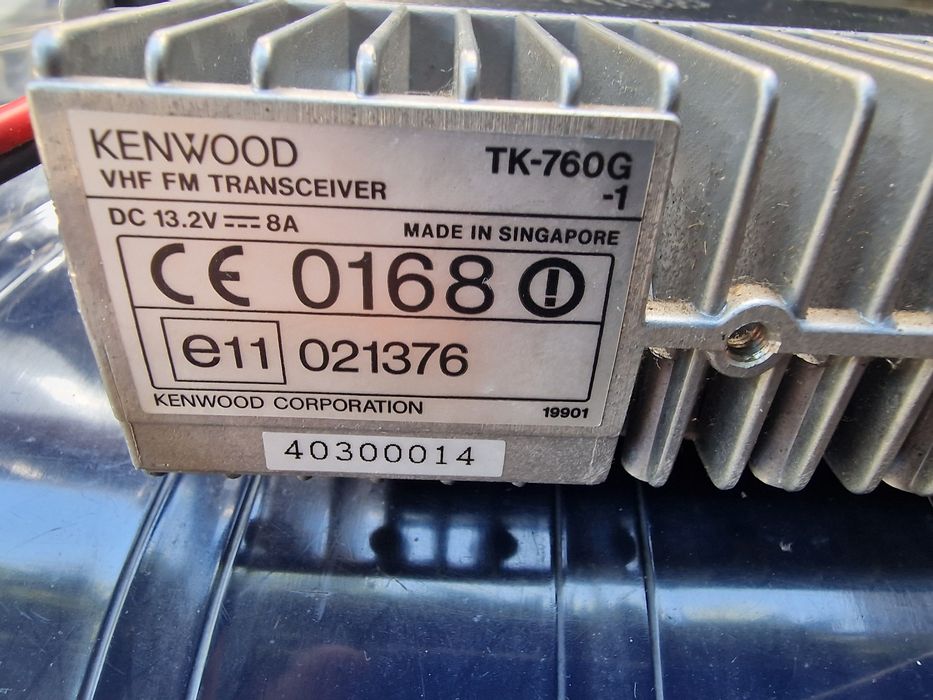 KENWOOD TK-760G
VHF FM TRANSCEIVER -1
DC 13.2V ⎓ 8A MADE IN SINGAPORE
CE 0168 !
e11 021376
KENWOOD CORPORATION 19901
40300014